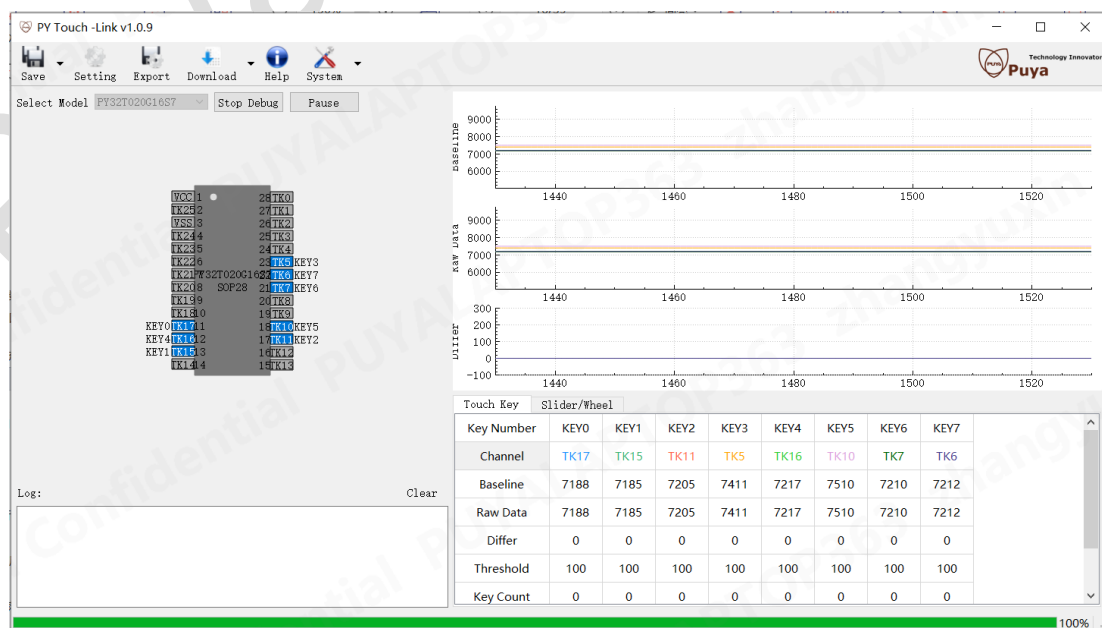 PY Touch -Link v1.0.9
Save Setting Export Download Help System
Puya Technology Innovator
Puya
Select Model PY32T020G16S7 Stop Debug Pause
VCC 1 28 TK0
TK25 2 27 TK1
VSS 3 26 TK2
TK24 4 25 TK3
TK23 5 24 TK4
TK22 6 23 TK5 KEY3
TK21 PY32T020G16S7 TK6 KEY7
TK20 8 SOP28 21 TK7 KEY6
TK19 9 20 TK8
TK18 10 19 TK9
KEY0 TK17 11 18 TK10 KEY5
KEY4 TK16 12 17 TK11 KEY2
KEY1 TK15 13 16 TK12
TK14 14 15 TK13
Log: Clear
Baseline
9000
8000
7000
6000
1440 1460 1480 1500 1520
Raw Data
9000
8000
7000
6000
1440 1460 1480 1500 1520
Differ
300
200
100
0
-100
1440 1460 1480 1500 1520
Touch Key Slider/Wheel
Key Number KEY0 KEY1 KEY2 KEY3 KEY4 KEY5 KEY6 KEY7
Channel TK17 TK15 TK11 TK5 TK16 TK10 TK7 TK6
Baseline 7188 7185 7205 7411 7217 7510 7210 7212
Raw Data 7188 7185 7205 7411 7217 7510 7210 7212
Differ 0 0 0 0 0 0 0 0
Threshold 100 100 100 100 100 100 100 100
Key Count 0 0 0 0 0 0 0 0
100%
Confidential PUYALAPTOP363 zhangyuxin